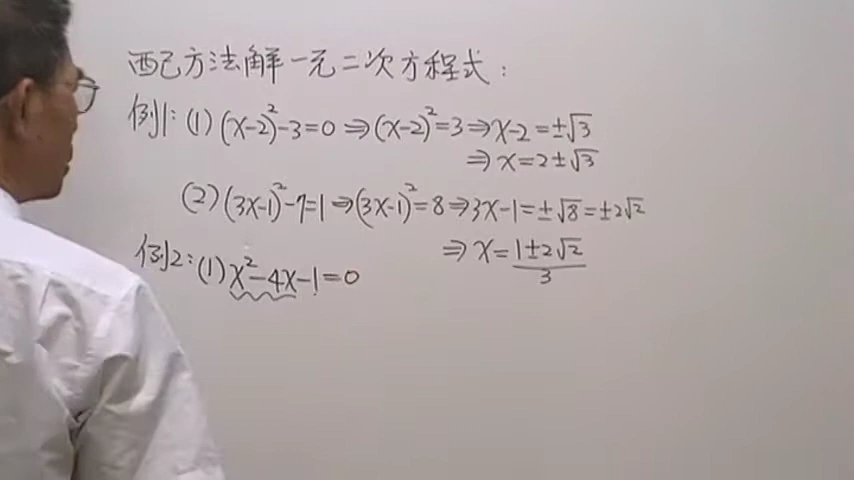 配方法解一元二次方程式:
例1: (1) (x-2)²-3=0 ⇒ (x-2)²=3 ⇒ x-2=±√3
⇒ x=2±√3
(2) (3x-1)²-7=1 ⇒ (3x-1)²=8 ⇒ 3x-1=±√8=±2√2
⇒ x=(1±2√2)/3
例2: (1) x²-4x-1=0